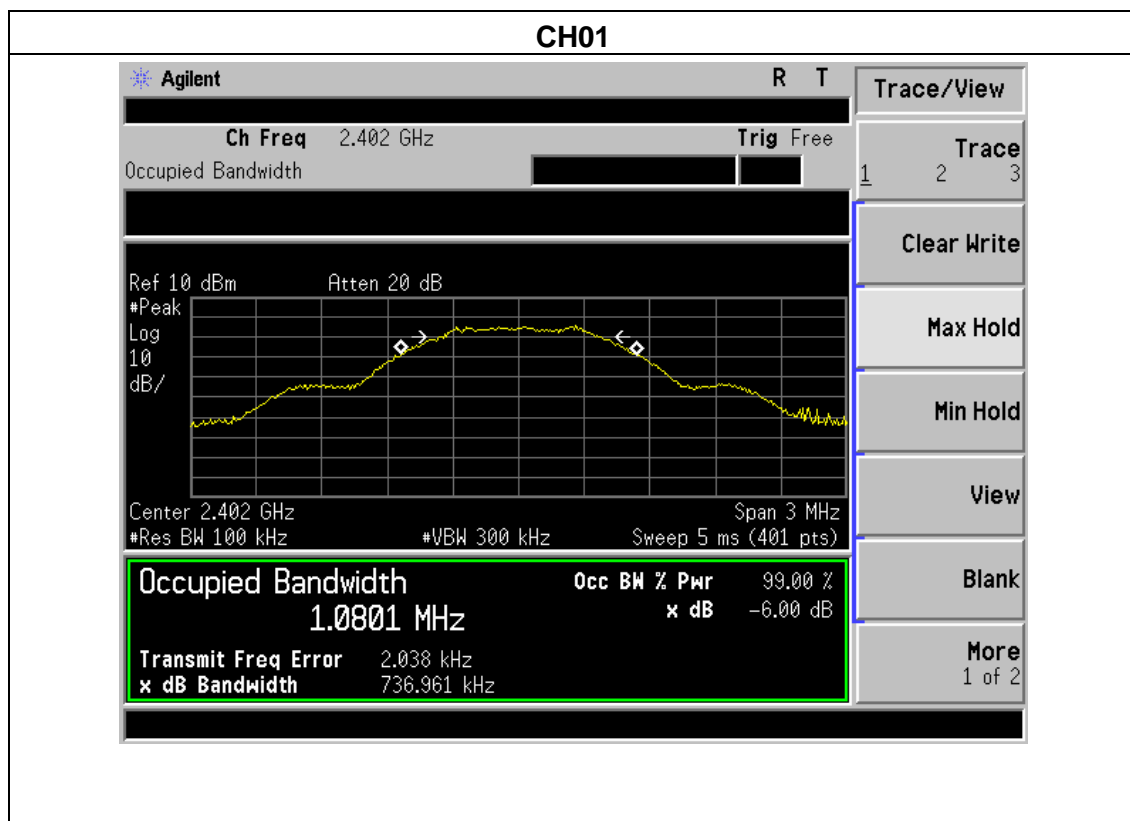 CH01
Agilent R T
Ch Freq 2.402 GHz Trig Free
Occupied Bandwidth
Ref 10 dBm Atten 20 dB
#Peak
Log
10
dB/
Center 2.402 GHz Span 3 MHz
#Res BW 100 kHz #VBW 300 kHz Sweep 5 ms (401 pts)
Occupied Bandwidth Occ BW % Pwr 99.00 %
1.0801 MHz x dB -6.00 dB
Transmit Freq Error 2.038 kHz
x dB Bandwidth 736.961 kHz
Trace/View
Trace
1 2 3
Clear Write
Max Hold
Min Hold
View
Blank
More
1 of 2